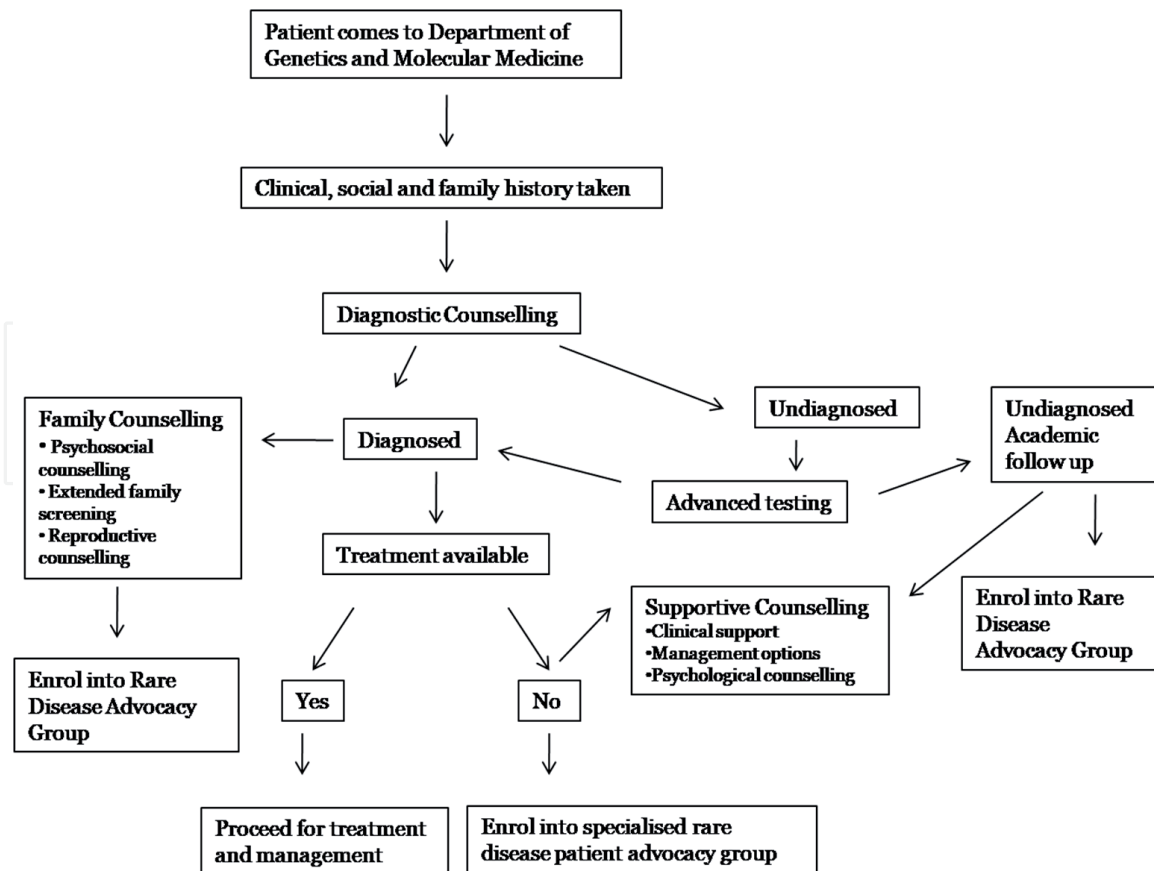 Patient comes to Department of
Genetics and Molecular Medicine
Clinical, social and family history taken
Diagnostic Counselling
Family Counselling
• Psychosocial
counselling
• Extended family
screening
• Reproductive
counselling
Diagnosed
Undiagnosed
Undiagnosed
Academic
follow up
Advanced testing
Treatment available
Supportive Counselling
•Clinical support
•Management options
•Psychological counselling
Enrol into Rare
Disease
Advocacy Group
Enrol into Rare
Disease Advocacy
Group
Yes
No
Proceed for treatment
and management
Enrol into specialised rare
disease patient advocacy group